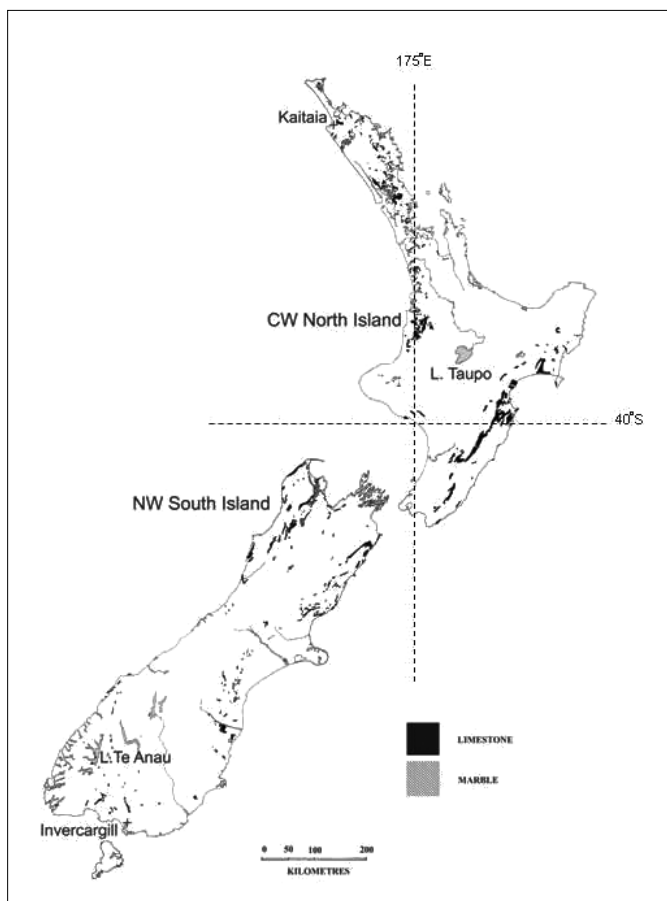 175°E
Kaitaia
CW North Island
L. Taupo
40°S
NW South Island
LIMESTONE
L.Te Anau
MARBLE
Invercargill
0 50 100 200
KILOMETRES